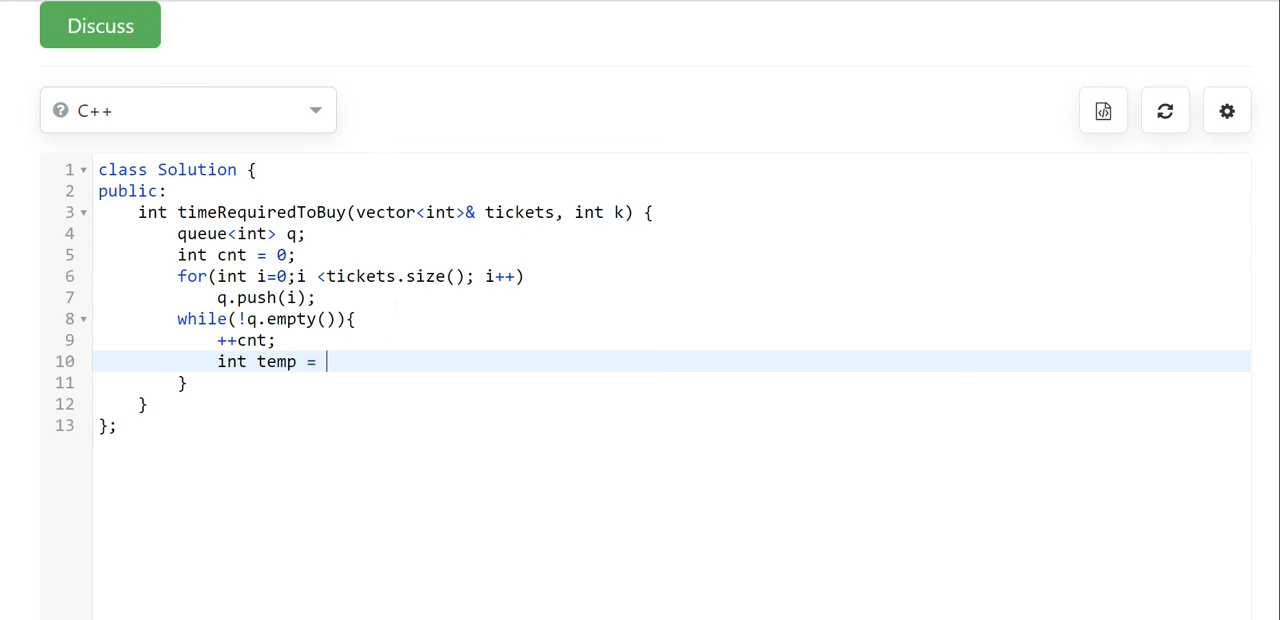 Discuss
? C++
1 class Solution {
2 public:
3 int timeRequiredToBuy(vector<int>& tickets, int k) {
4 queue<int> q;
5 int cnt = 0;
6 for(int i=0;i <tickets.size(); i++)
7 q.push(i);
8 while(!q.empty()){
9 ++cnt;
10 int temp =
11 }
12 }
13 };